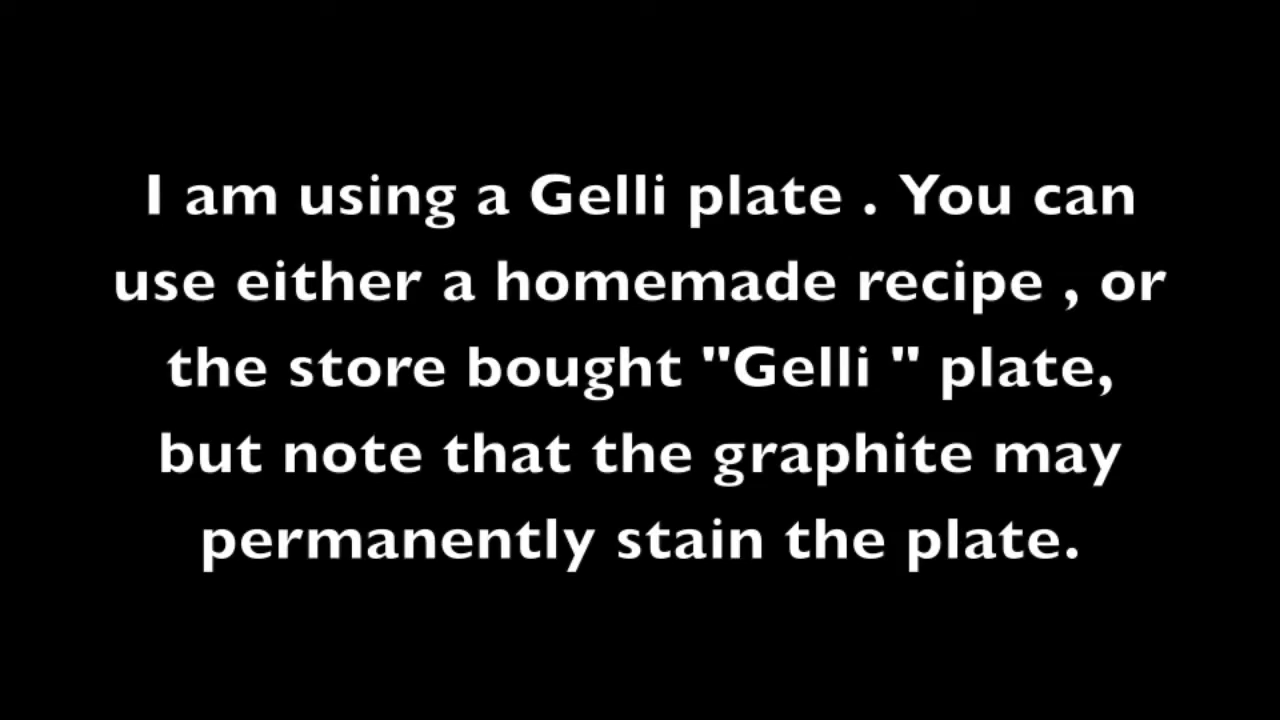 I am using a Gelli plate . You can
use either a homemade recipe , or
the store bought "Gelli " plate,
but note that the graphite may
permanently stain the plate.